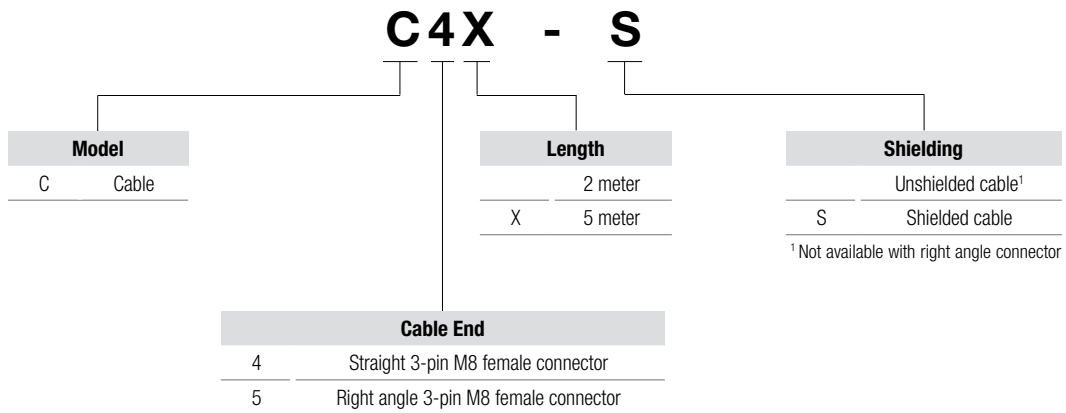 C4X - S
Model
C Cable
Length
2 meter
X 5 meter
Shielding
Unshielded cable¹
S Shielded cable
¹ Not available with right angle connector
Cable End
4 Straight 3-pin M8 female connector
5 Right angle 3-pin M8 female connector